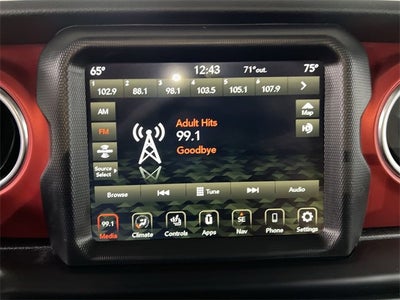 65° 12:43 71°out. 75°
1 2 3 4 5 6
102.9 88.1 98.1 103.5 105.1 107.9
AM
FM
Map
Adult Hits
99.1
Goodbye
Source
Select
Browse Tune Audio
99.1 SE
Media Climate Controls Apps Nav Phone Settings